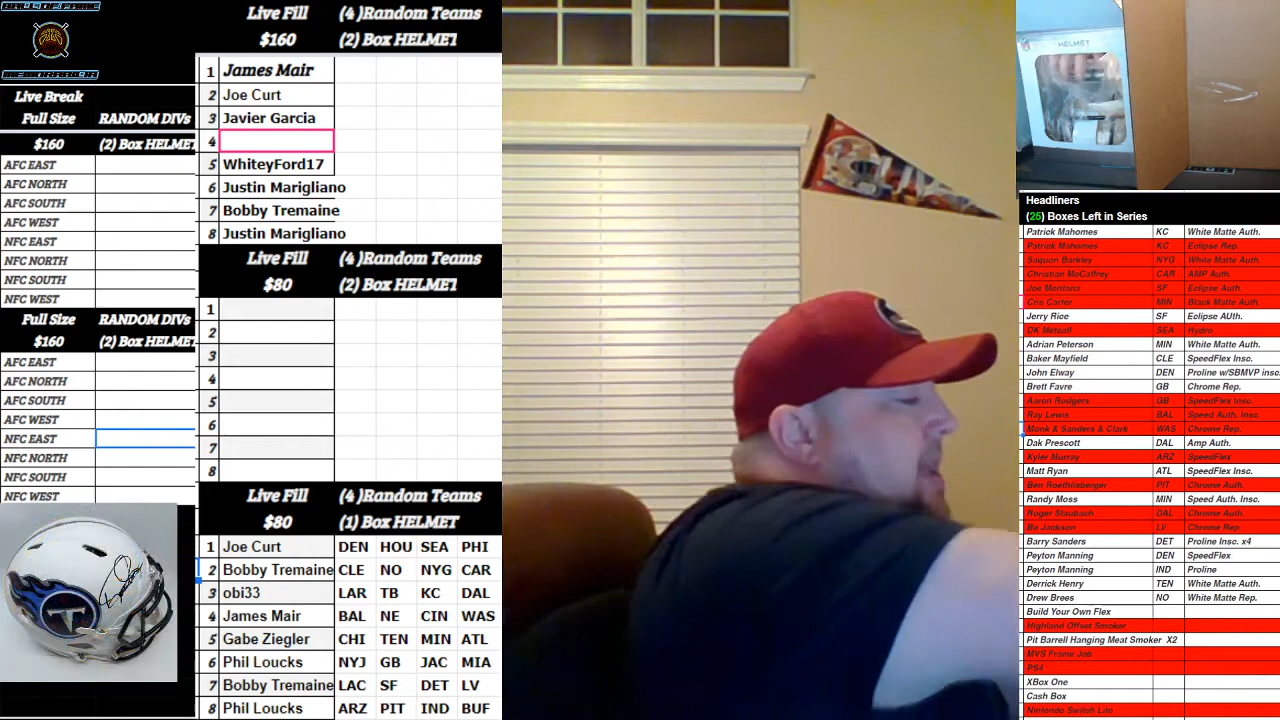 Live Break
Full Size RANDOM DIVs
$160 (2) Box HELMET
AFC EAST
AFC NORTH
AFC SOUTH
AFC WEST
NFC EAST
NFC NORTH
NFC SOUTH
NFC WEST
Full Size RANDOM DIVs
$160 (2) Box HELMET
AFC EAST
AFC NORTH
AFC SOUTH
AFC WEST
NFC EAST
NFC NORTH
NFC SOUTH
NFC WEST
Live Fill (4 )Random Teams
$160 (2) Box HELMET
1 James Mair
2 Joe Curt
3 Javier Garcia
4
5 WhiteyFord17
6 Justin Marigliano
7 Bobby Tremaine
8 Justin Marigliano
Live Fill (4 )Random Teams
$80 (2) Box HELMET
1
2
3
4
5
6
7
8
Live Fill (4 )Random Teams
$80 (1) Box HELMET
1 Joe Curt DEN HOU SEA PHI
2 Bobby Tremaine CLE NO NYG CAR
3 obi33 LAR TB KC DAL
4 James Mair BAL NE CIN WAS
5 Gabe Ziegler CHI TEN MIN ATL
6 Phil Loucks NYJ GB JAC MIA
7 Bobby Tremaine LAC SF DET LV
8 Phil Loucks ARZ PIT IND BUF
HELMET
Headliners
(25) Boxes Left in Series
Patrick Mahomes KC White Matte Auth.
Patrick Mahomes KC Eclipse Rep.
Saquon Barkley NYG White Matte Auth.
Christian McCaffrey CAR AMP Auth.
Joe Montana SF Eclipse Auth.
Cris Carter MIN Black Matte Auth.
Jerry Rice SF Eclipse AUth.
DK Metcalf SEA Hydro
Adrian Peterson MIN White Matte Auth.
Baker Mayfield CLE SpeedFlex Insc.
John Elway DEN Proline w/SBMVP insc.
Brett Favre GB Chrome Rep.
Aaron Rodgers GB SpeedFlex Insc.
Ray Lewis BAL Speed Auth. Insc.
Monk & Sanders & Clark WAS Chrome Rep.
Dak Prescott DAL Amp Auth.
Kyler Murray ARZ SpeedFlex
Matt Ryan ATL SpeedFlex Insc.
Ben Roethlisberger PIT Chrome Auth.
Randy Moss MIN Speed Auth. Insc.
Roger Staubach DAL Chrome Auth.
Bo Jackson LV Chrome Rep.
Barry Sanders DET Proline Insc. x4
Peyton Manning DEN SpeedFlex
Peyton Manning IND Proline
Derrick Henry TEN White Matte Auth.
Drew Brees NO White Matte Rep.
Build Your Own Flex
Highland Offset Smoker
Pit Barrell Hanging Meat Smoker X2
MVS Frame Job
PS4
XBox One
Cash Box
Nintendo Switch Lite